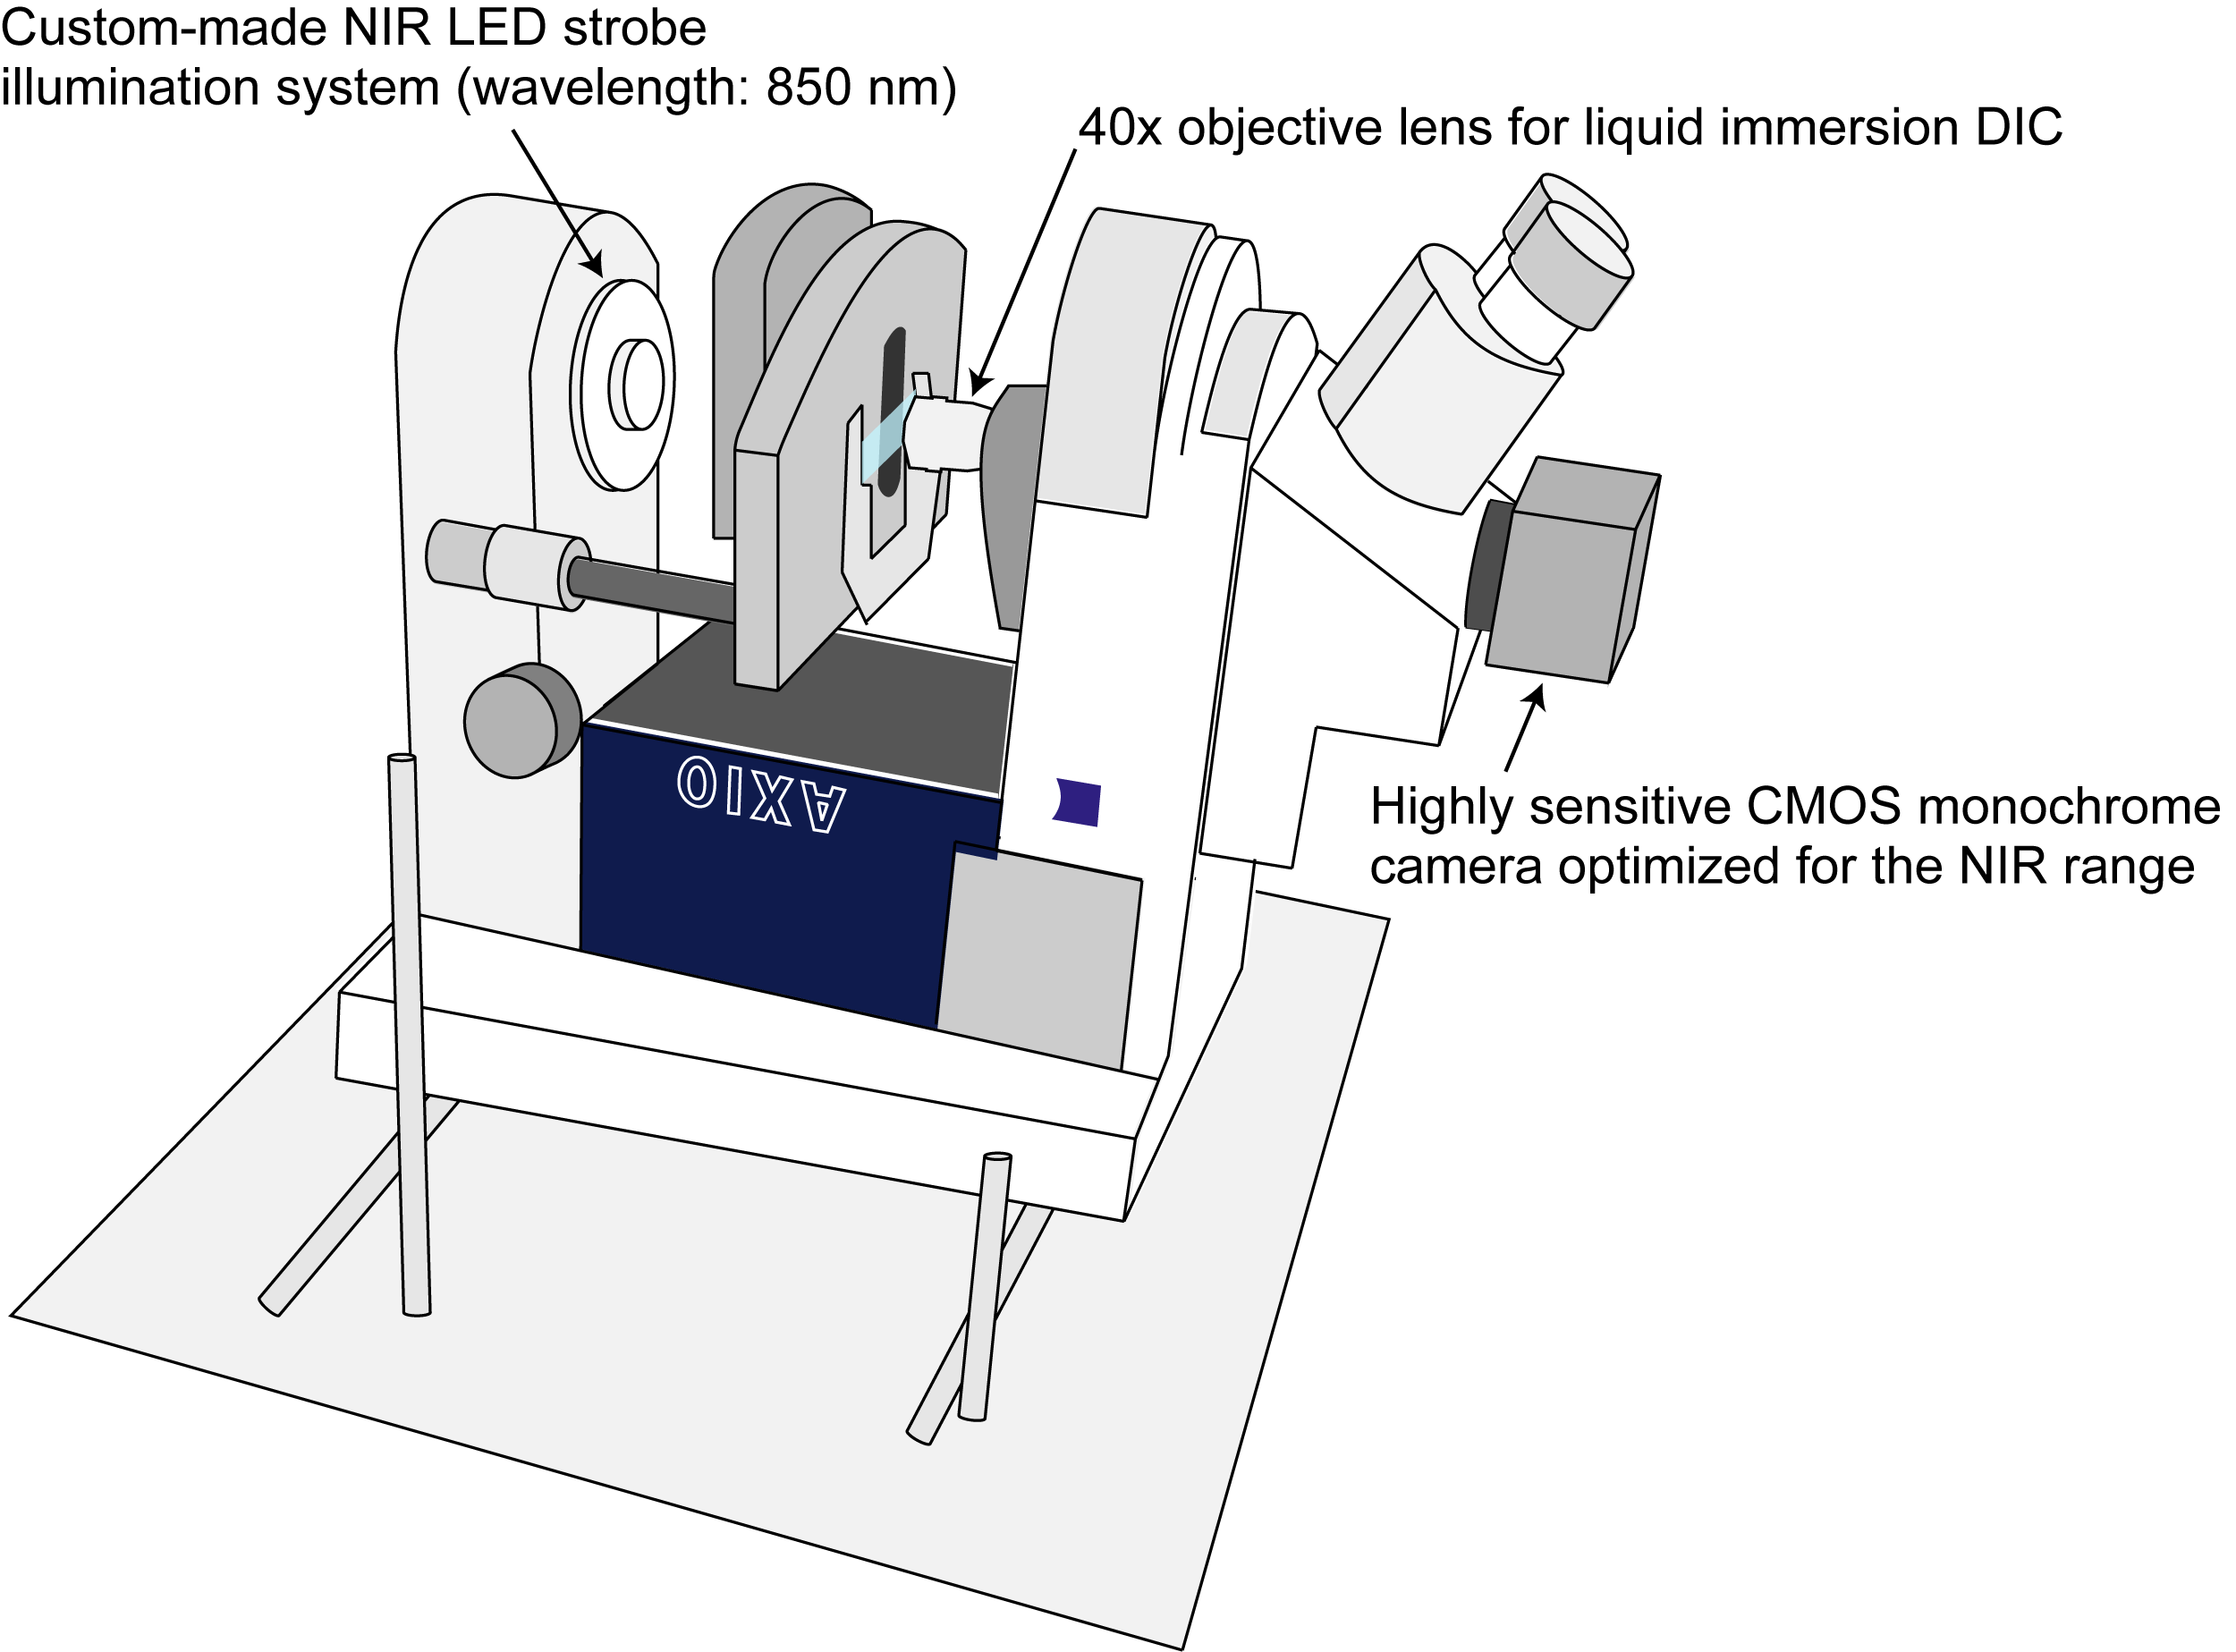 Custom-made NIR LED strobe
illumination system (wavelength: 850 nm)
40x objective lens for liquid immersion DIC
AXIO
Highly sensitive CMOS monochrome
camera optimized for the NIR range